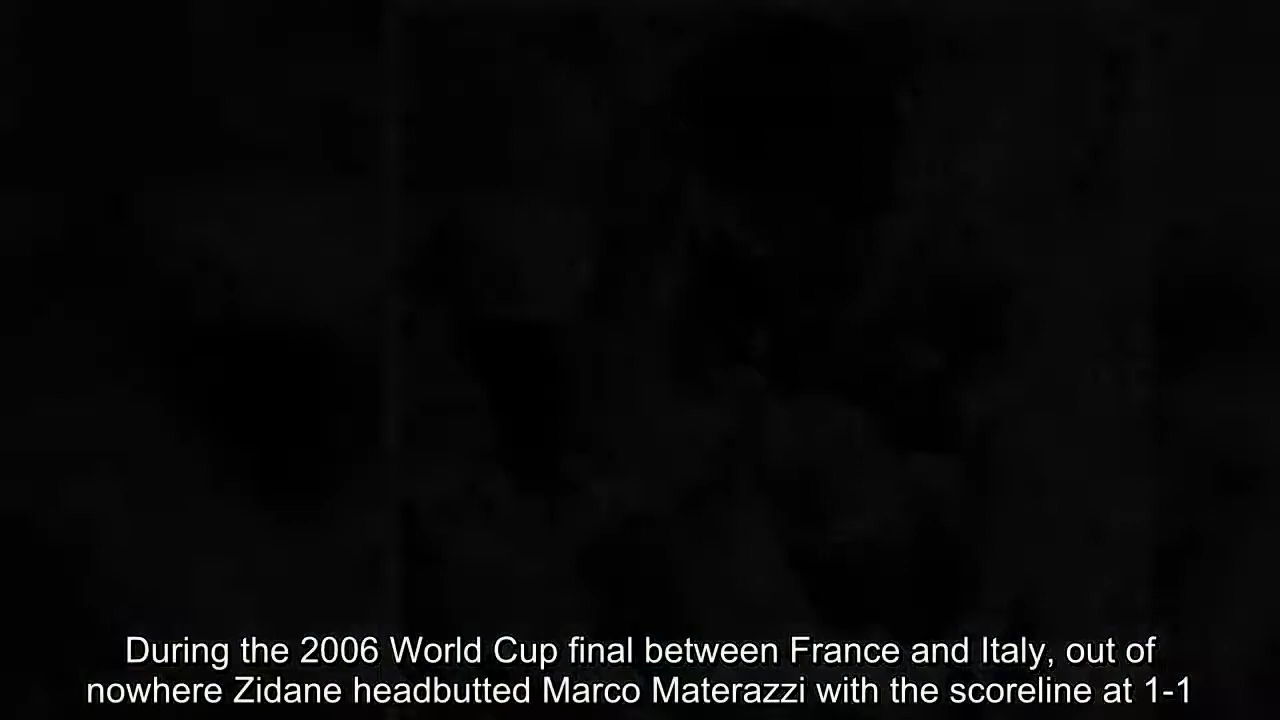 During the 2006 World Cup final between France and Italy, out of
nowhere Zidane headbutted Marco Materazzi with the scoreline at 1-1